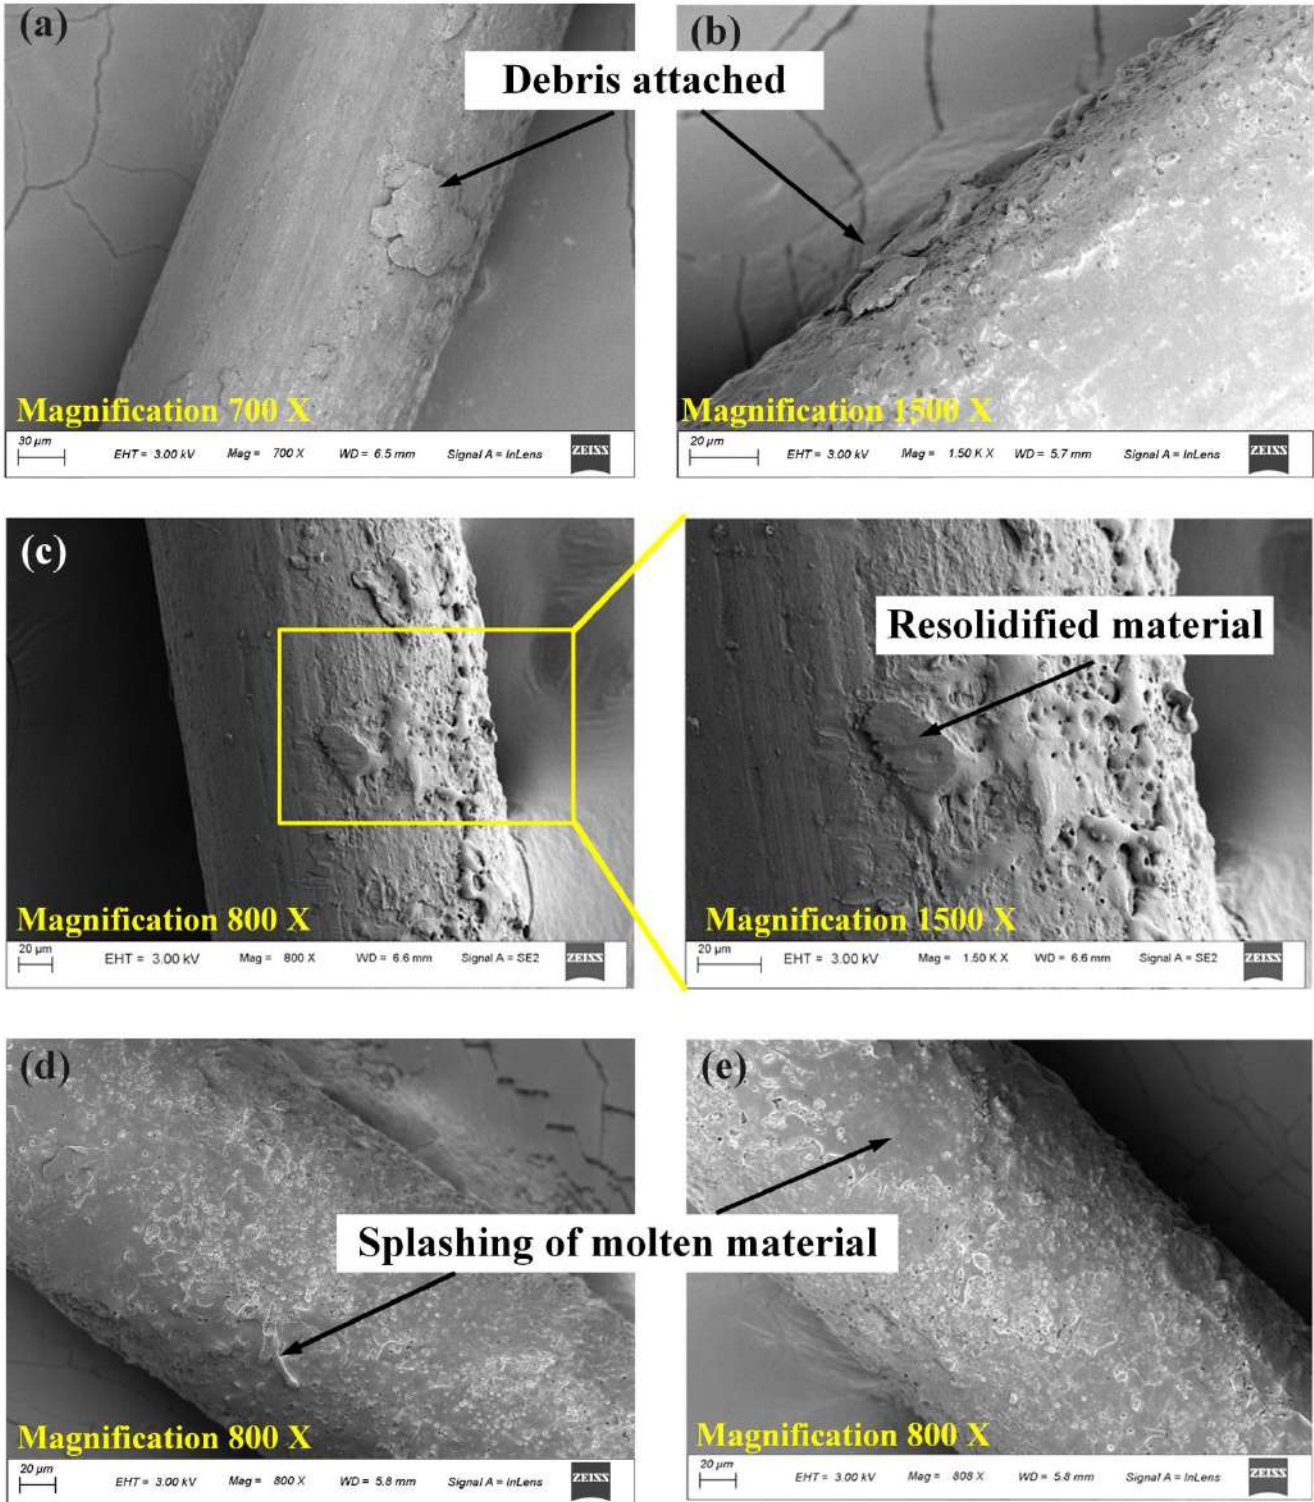 (a)
(b)
Debris attached
Magnification 700 X
Magnification 1500 X
30 µm
EHT = 3.00 kV
Mag = 700 X
WD = 6.5 mm
Signal A = InLens
ZEISS
20 µm
EHT = 3.00 kV
Mag = 1.50 K X
WD = 5.7 mm
Signal A = InLens
ZEISS
(c)
Resolidified material
Magnification 800 X
Magnification 1500 X
20 µm
EHT = 3.00 kV
Mag = 800 X
WD = 6.6 mm
Signal A = SE2
ZEISS
20 µm
EHT = 3.00 kV
Mag = 1.50 K X
WD = 6.6 mm
Signal A = SE2
ZEISS
(d)
(e)
Splashing of molten material
Magnification 800 X
Magnification 800 X
20 µm
EHT = 3.00 kV
Mag = 800 X
WD = 5.8 mm
Signal A = InLens
ZEISS
20 µm
EHT = 3.00 kV
Mag = 808 X
WD = 5.8 mm
Signal A = InLens
ZEISS